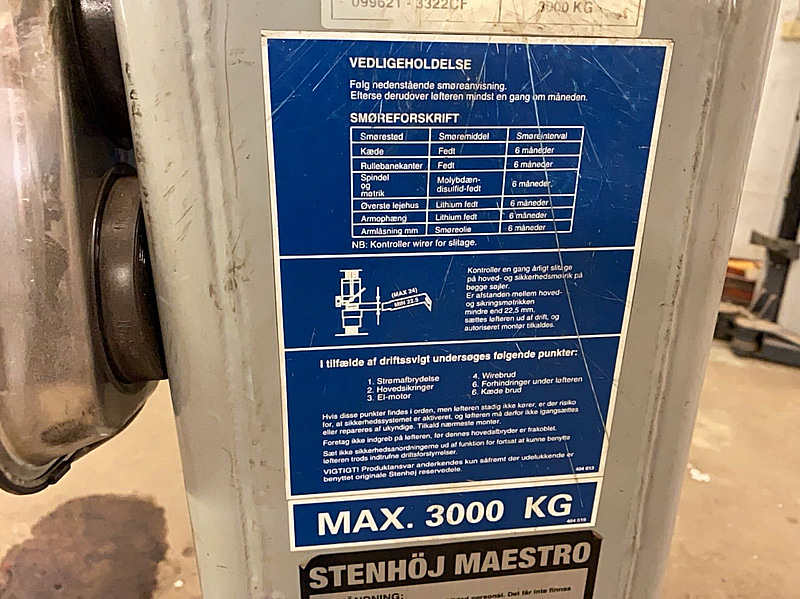 099621 - 3322CF 3000 KG
VEDLIGEHOLDELSE
Følg nedenstående smøreanvisning.
Efterse derudover løfteren mindst en gang om måneden.
SMØREFORSKRIFT
Smørested Smøremiddel Smøreinterval
Kæde Fedt 6 måneder
Rullebanekanter Fedt 6 måneder
Spindel
og
møtrik
Molybdæn-
disulfid-fedt
6 måneder
Øverste lejehus Lithium fedt 6 måneder
Armophæng Lithium fedt 6 måneder
Armlåsning mm Smøreolie 6 måneder
NB: Kontroller wirer for slitage.
(MAX 24)
MIN 22,5
Kontroller en gang årligt slitage
på hoved- og sikkerhedsmøtrik på
begge søjler.
Er afstanden mellem hoved-
og sikringsmøtrikken
mindre end 22,5 mm,
sættes løfteren ud af drift, og
autoriseret montør tilkaldes.
I tilfælde af driftssvigt undersøges følgende punkter:
1. Strømafbrydelse
2. Hovedsikringer
3. El-motor
4. Wirebrud
6. Forhindringer under løfteren
6. Kæde brud
Hvis disse punkter findes i orden, men løfteren stadig ikke kører, er der risiko
for, at sikkerhedssystemet er aktiveret, og løfteren må derfor ikke igangsættes
eller repareres af ukyndige. Tilkald nærmeste montør.
Foretag ikke indgreb på løfteren, før dennes hovedafbryder er frakoblet.
Sæt ikke sikkerhedsanordningerne ud af funktion for fortsat at kunne benytte
løfteren trods indtrufne driftsforstyrrelser.
VIGTIGT! Produktansvar anderkendes kun såfremt der udelukkende er
benyttet originale Stenhøj reservedele.
404 613
MAX. 3000 KG
404 519
STENHÖJ MAESTRO
personal. Det får inte finnas